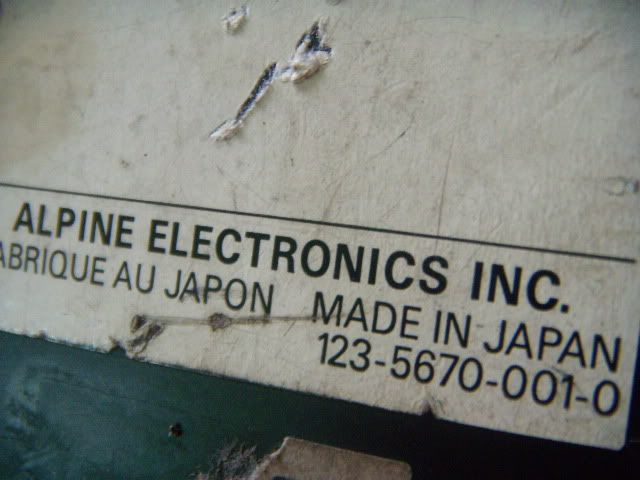 ALPINE ELECTRONICS INC.
ABRIQUE AU JAPON MADE IN JAPAN
123-5670-001-0